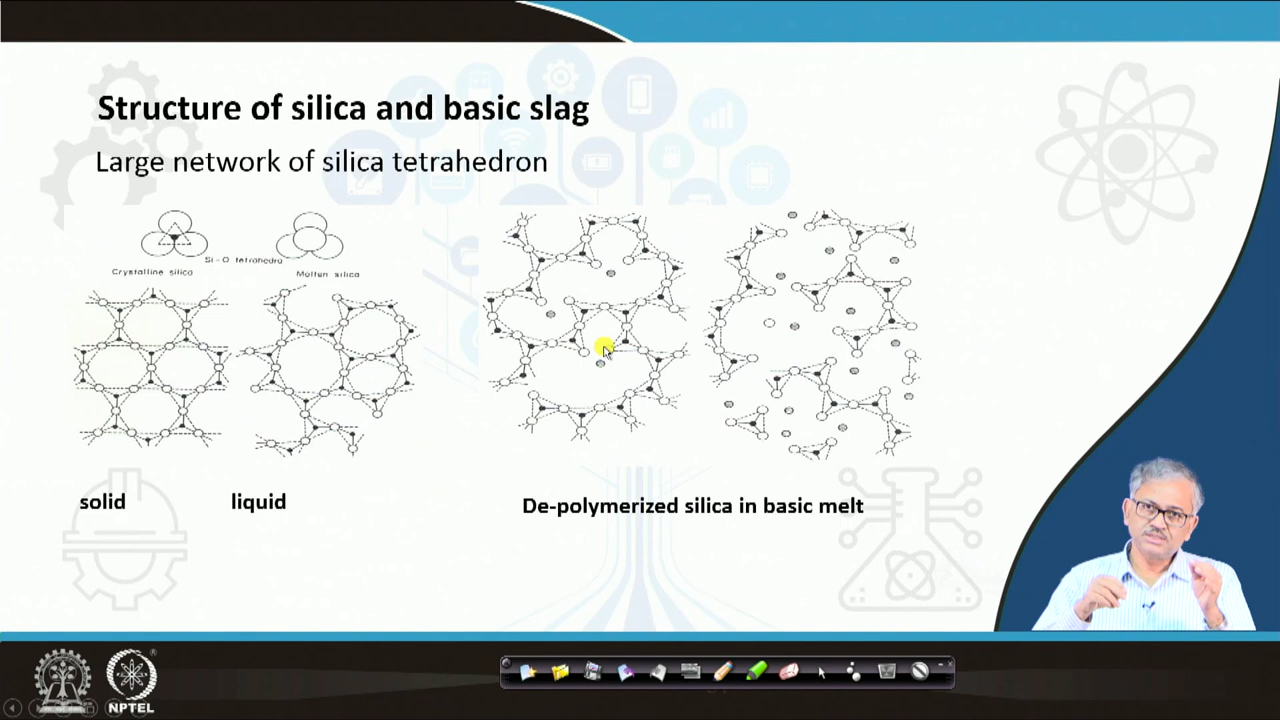 Structure of silica and basic slag
Large network of silica tetrahedron
Si-O tetrahedra
Crystalline silica
Molten silica
solid
liquid
De-polymerized silica in basic melt
®
NPTEL